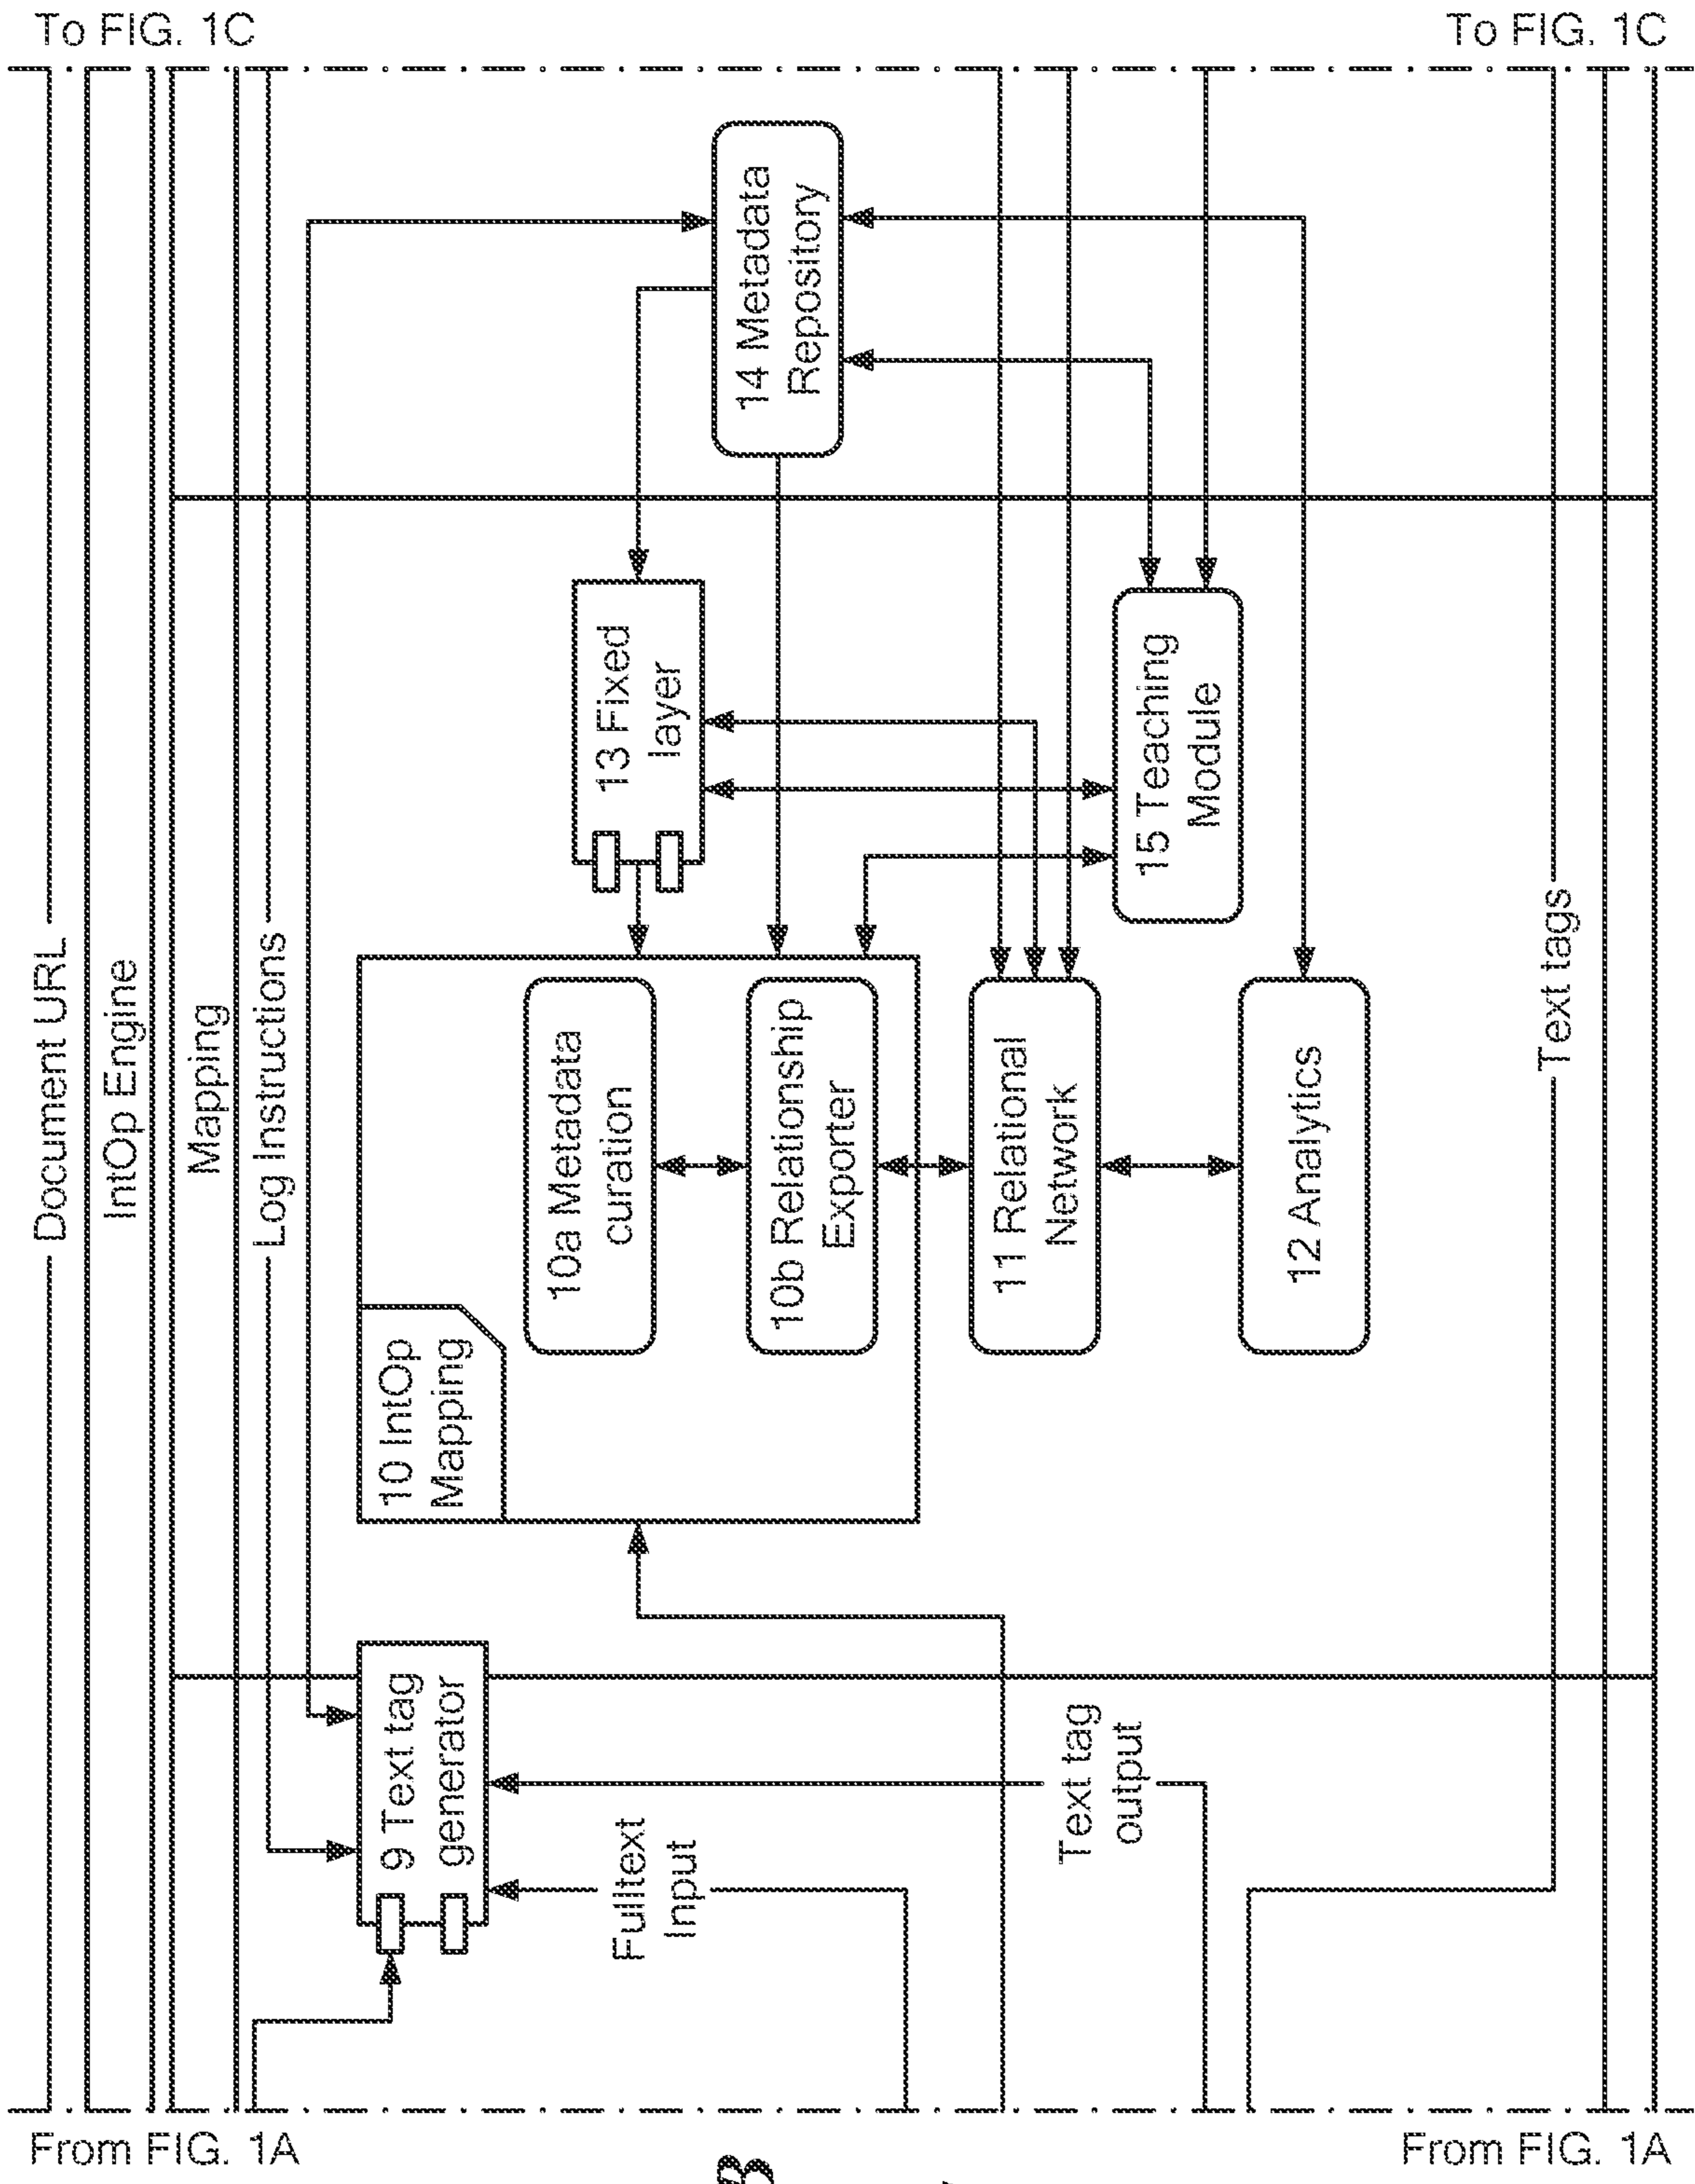 To FIG. 1C
To FIG. 1C
Document URL
IntOp Engine
Mapping
Log Instructions
14 Metadata
Repository
13 Fixed
layer
15 Teaching
Module
10 IntOp
Mapping
10a Metadata
curation
10b Relationship
Exporter
11 Relational
Network
12 Analytics
Text tags
9 Text tag
generator
Fulltext
Input
Text tag
output
From FIG. 1A
From FIG. 1A